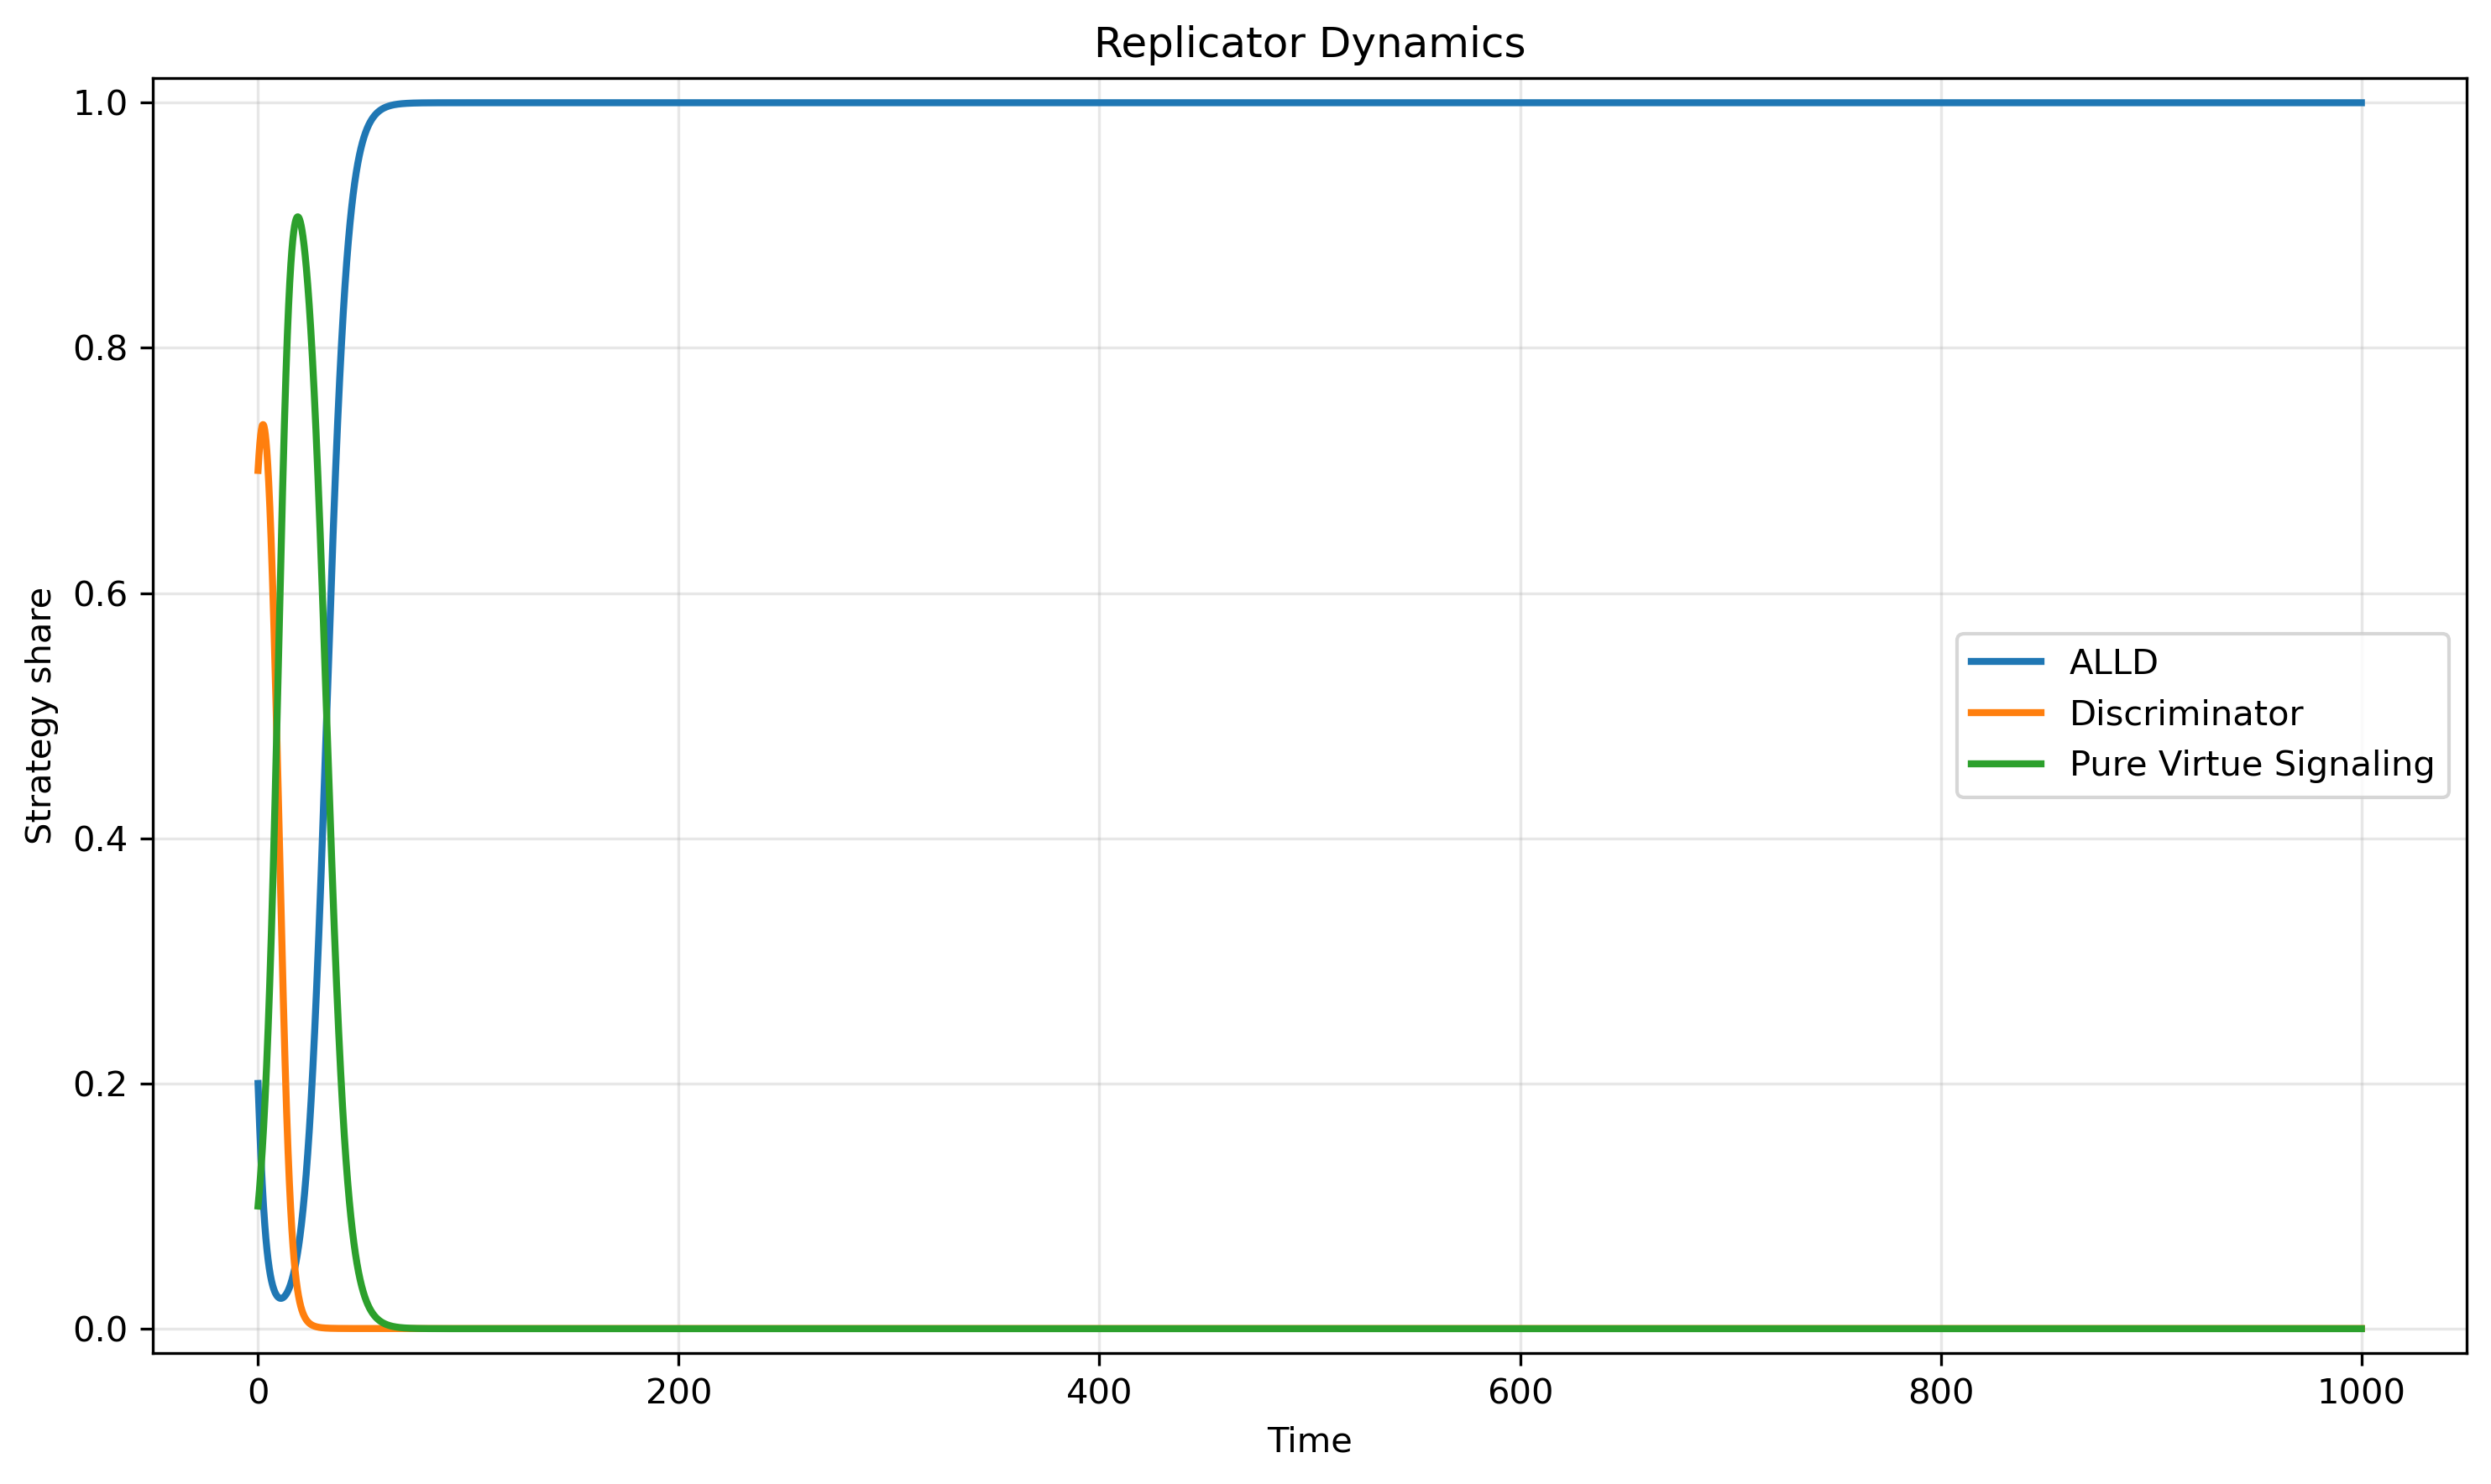 Replicator Dynamics
1.0
0.8
0.6
0.4
0.2
0.0
Strategy share
ALLD
Discriminator
Pure Virtue Signaling
0 200 400 600 800 1000
Time